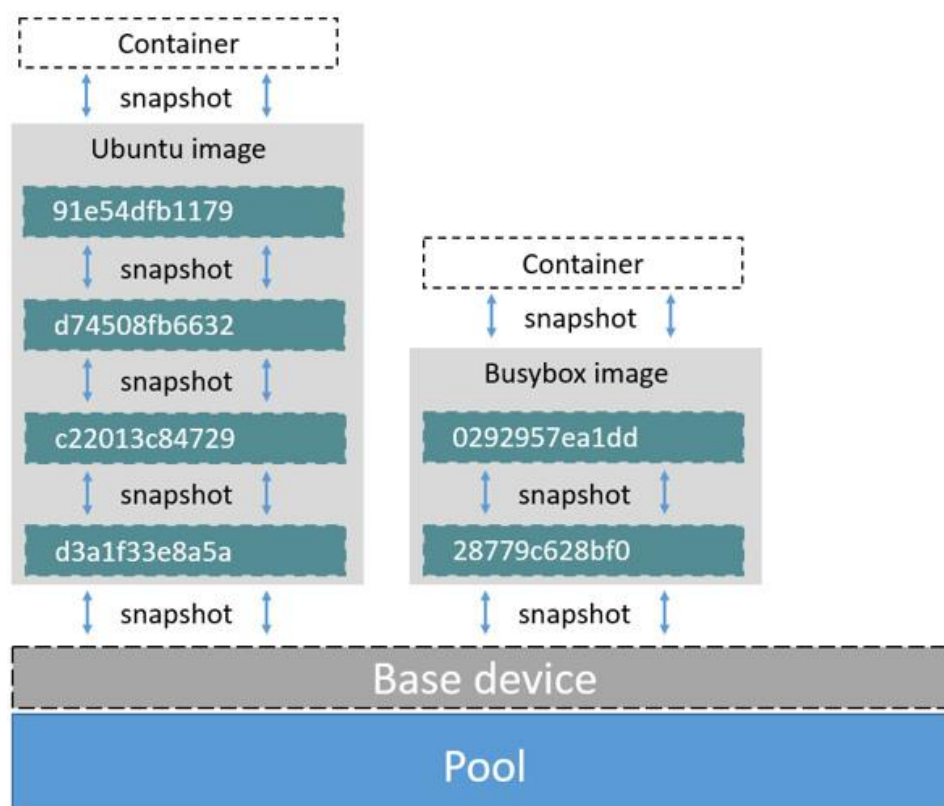 Container
snapshot
Ubuntu image
91e54dfb1179
snapshot
d74508fb6632
snapshot
c22013c84729
snapshot
d3a1f33e8a5a
snapshot
Container
snapshot
Busybox image
0292957ea1dd
snapshot
28779c628bf0
snapshot
Base device
Pool